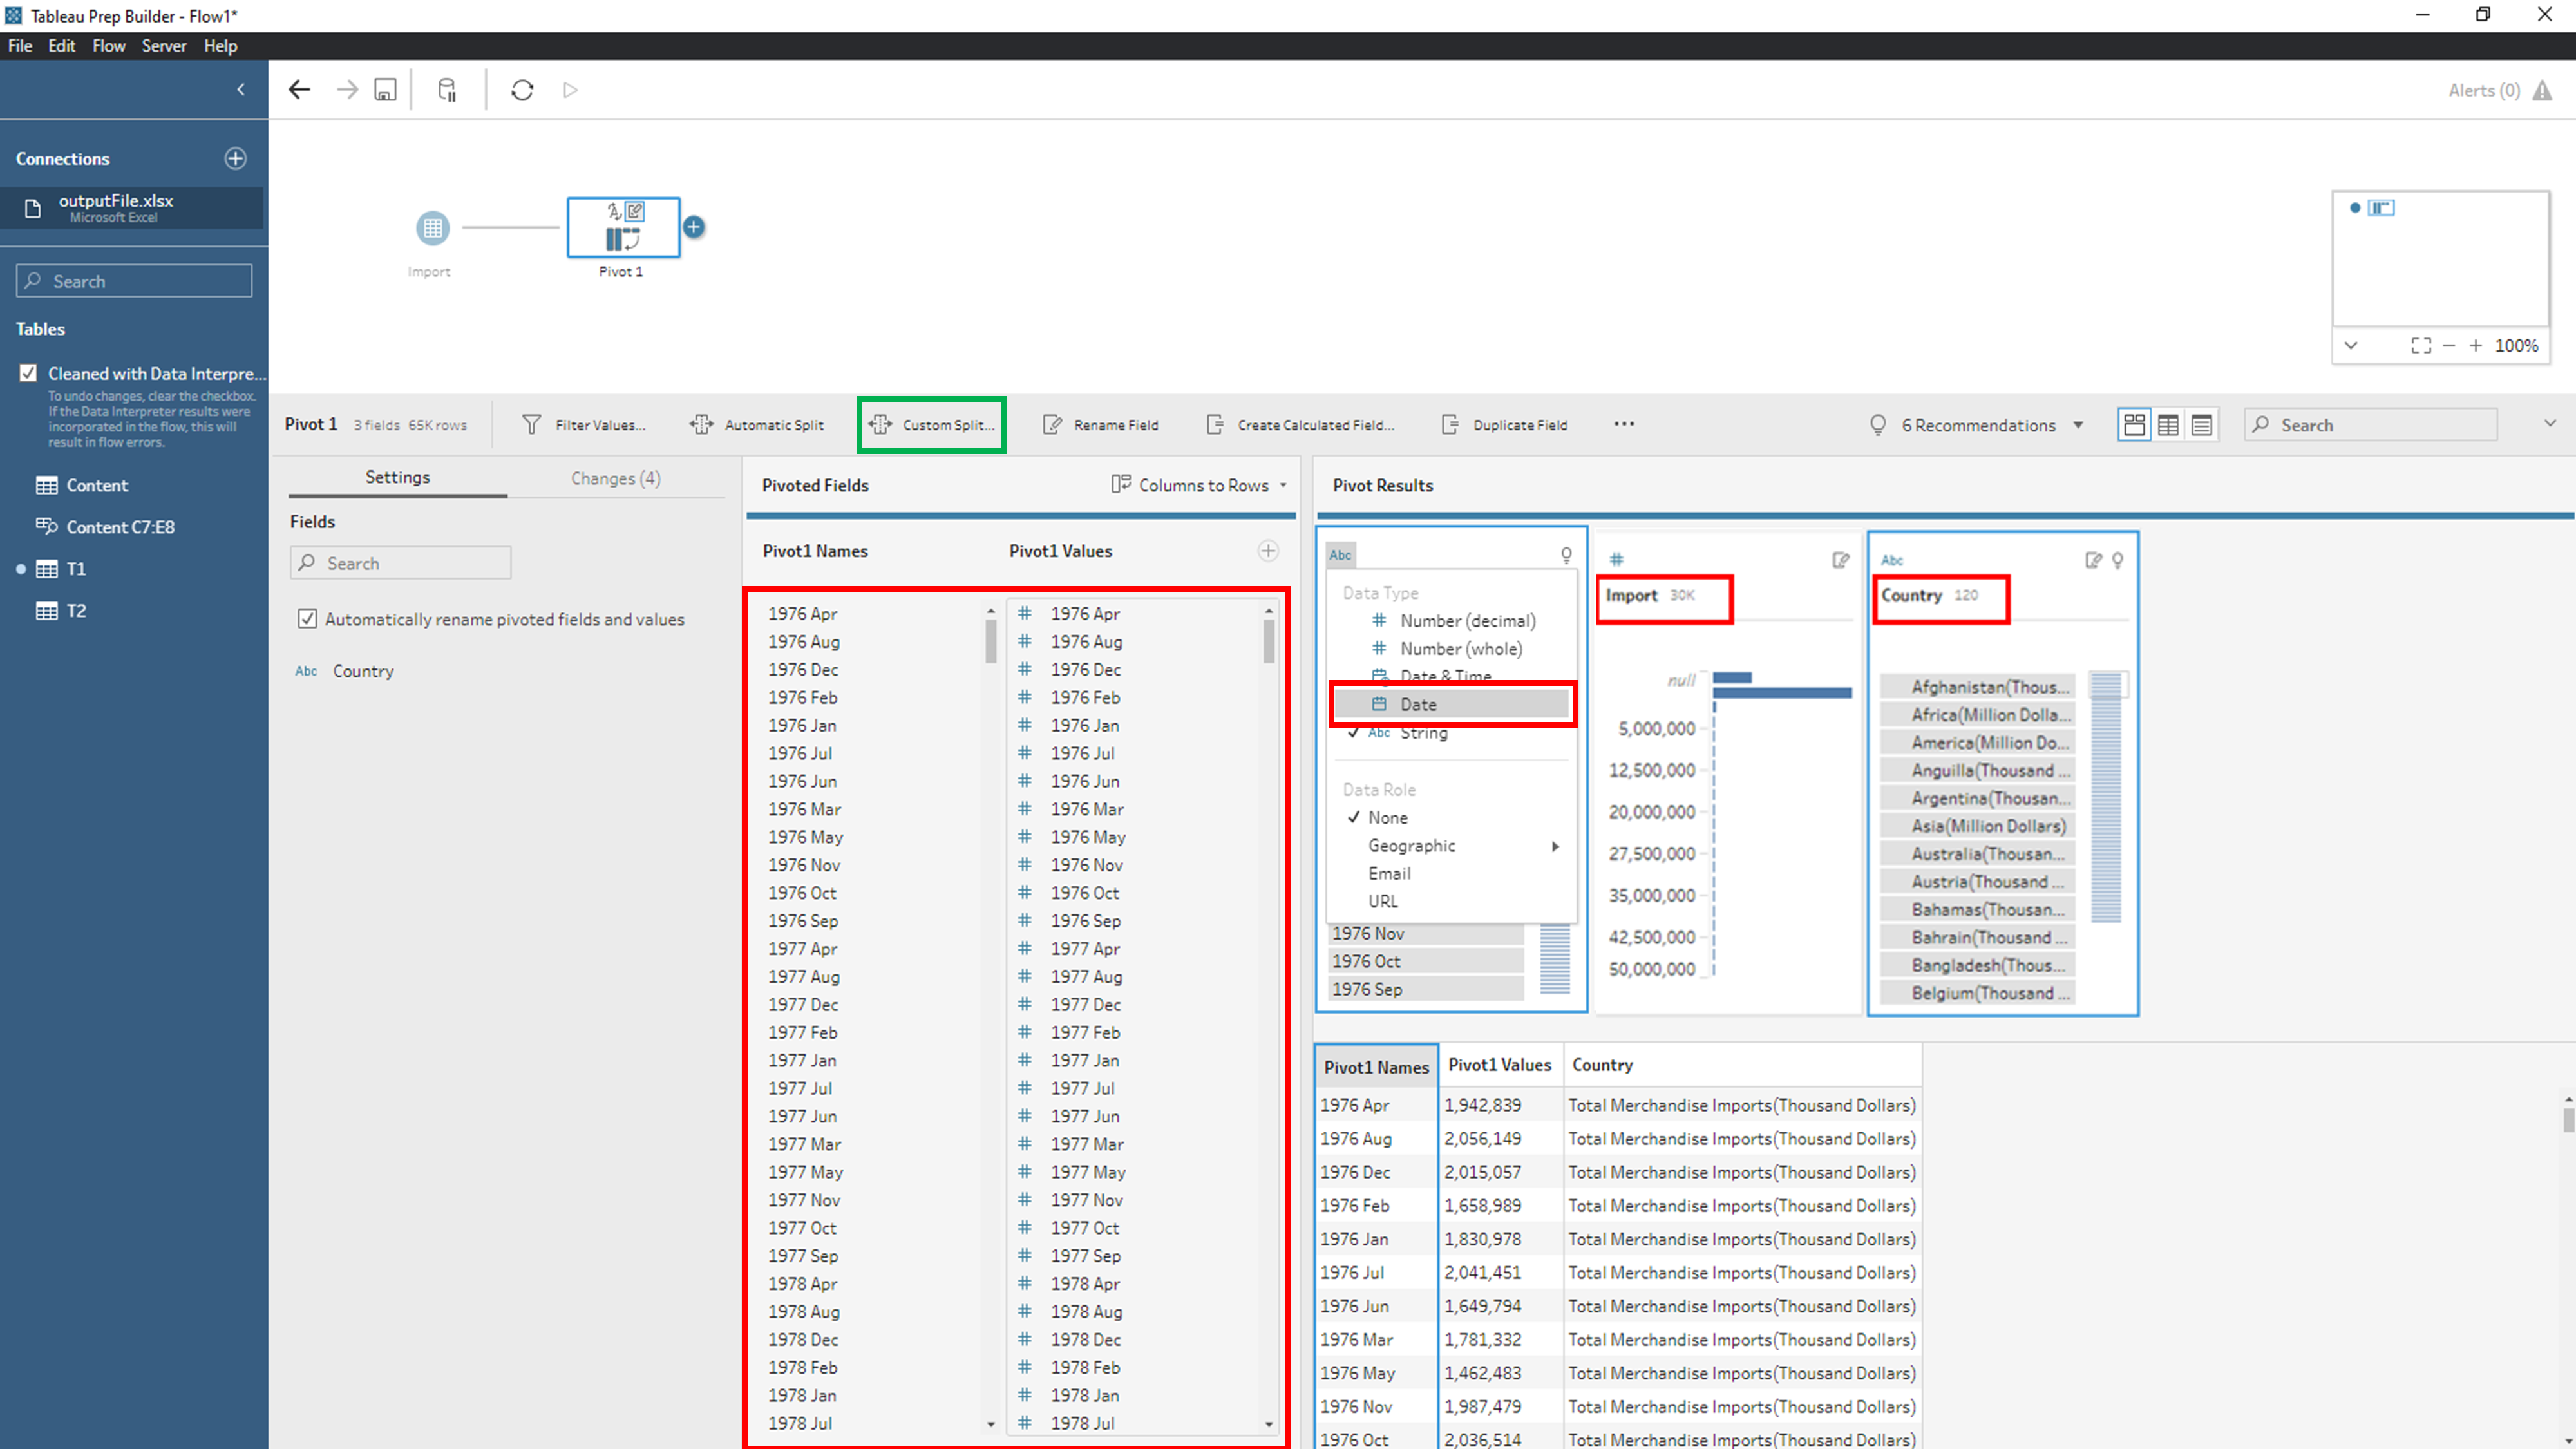 Tableau Prep Builder - Flow1*
File Edit Flow Server Help
Alerts (0)
Connections
outputFile.xlsx
Microsoft Excel
Search
Tables
Cleaned with Data Interpre...
To undo changes, clear the checkbox.
If the Data Interpreter results were
incorporated in the flow, this will
result in flow errors.
Content
Content C7:E8
T1
T2
Import
Pivot 1
100%
Pivot 1 3 fields 65K rows Filter Values... Automatic Split Custom Split... Rename Field Create Calculated Field... Duplicate Field ... 6 Recommendations Search
Settings Changes (4)
Fields
Search
Automatically rename pivoted fields and values
Abc Country
Pivoted Fields Columns to Rows
Pivot1 Names Pivot1 Values
1976 Apr # 1976 Apr
1976 Aug # 1976 Aug
1976 Dec # 1976 Dec
1976 Feb # 1976 Feb
1976 Jan # 1976 Jan
1976 Jul # 1976 Jul
1976 Jun # 1976 Jun
1976 Mar # 1976 Mar
1976 May # 1976 May
1976 Nov # 1976 Nov
1976 Oct # 1976 Oct
1976 Sep # 1976 Sep
1977 Apr # 1977 Apr
1977 Aug # 1977 Aug
1977 Dec # 1977 Dec
1977 Feb # 1977 Feb
1977 Jan # 1977 Jan
1977 Jul # 1977 Jul
1977 Jun # 1977 Jun
1977 Mar # 1977 Mar
1977 May # 1977 May
1977 Nov # 1977 Nov
1977 Oct # 1977 Oct
1977 Sep # 1977 Sep
1978 Apr # 1978 Apr
1978 Aug # 1978 Aug
1978 Dec # 1978 Dec
1978 Feb # 1978 Feb
1978 Jan # 1978 Jan
1978 Jul # 1978 Jul
Pivot Results
Abc
Data Type
# Number (decimal)
# Number (whole)
Date & Time
Date
Abc String
Data Role
None
Geographic
Email
URL
1976 Nov
1976 Oct
1976 Sep
#
Import 30K
null
5,000,000
12,500,000
20,000,000
27,500,000
35,000,000
42,500,000
50,000,000
Abc
Country 120
Afghanistan(Thous...
Africa(Million Dolla...
America(Million Do...
Anguilla(Thousand ...
Argentina(Thousan...
Asia(Million Dollars)
Australia(Thousan...
Austria(Thousand ...
Bahamas(Thousan...
Bahrain(Thousand ...
Bangladesh(Thous...
Belgium(Thousand ...
Pivot1 Names Pivot1 Values Country
1976 Apr 1,942,839 Total Merchandise Imports(Thousand Dollars)
1976 Aug 2,056,149 Total Merchandise Imports(Thousand Dollars)
1976 Dec 2,015,057 Total Merchandise Imports(Thousand Dollars)
1976 Feb 1,658,989 Total Merchandise Imports(Thousand Dollars)
1976 Jan 1,830,978 Total Merchandise Imports(Thousand Dollars)
1976 Jul 2,041,451 Total Merchandise Imports(Thousand Dollars)
1976 Jun 1,649,794 Total Merchandise Imports(Thousand Dollars)
1976 Mar 1,781,332 Total Merchandise Imports(Thousand Dollars)
1976 May 1,462,483 Total Merchandise Imports(Thousand Dollars)
1976 Nov 1,987,479 Total Merchandise Imports(Thousand Dollars)
1976 Oct 2,036,514 Total Merchandise Imports(Thousand Dollars)